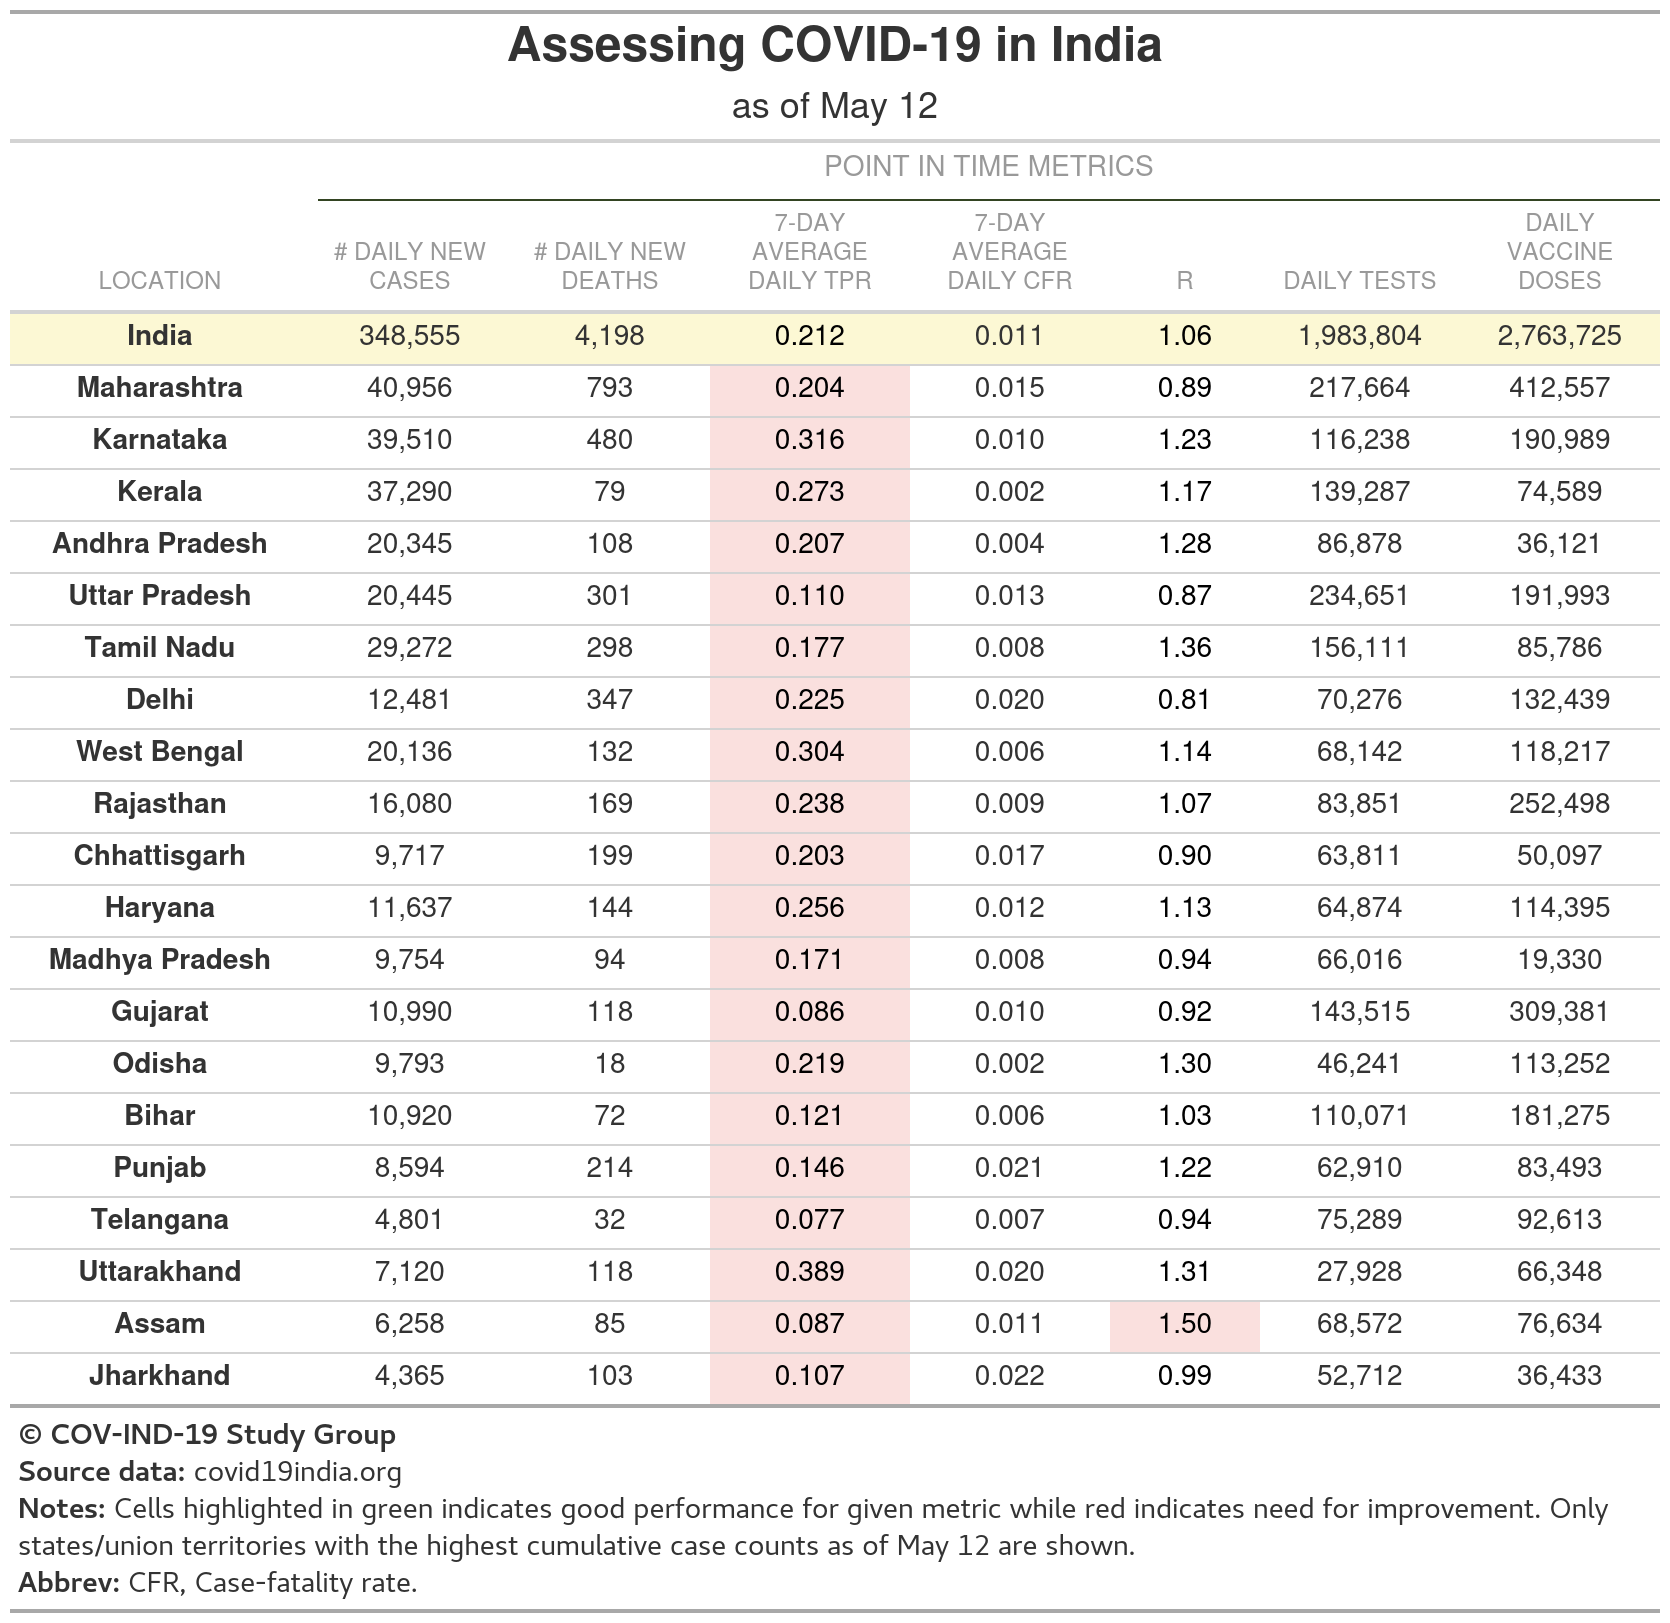 Assessing COVID-19 in India
as of May 12
POINT IN TIME METRICS
LOCATION # DAILY NEW CASES # DAILY NEW DEATHS 7-DAY AVERAGE DAILY TPR 7-DAY AVERAGE DAILY CFR R DAILY TESTS DAILY VACCINE DOSES
India 348,555 4,198 0.212 0.011 1.06 1,983,804 2,763,725
Maharashtra 40,956 793 0.204 0.015 0.89 217,664 412,557
Karnataka 39,510 480 0.316 0.010 1.23 116,238 190,989
Kerala 37,290 79 0.273 0.002 1.17 139,287 74,589
Andhra Pradesh 20,345 108 0.207 0.004 1.28 86,878 36,121
Uttar Pradesh 20,445 301 0.110 0.013 0.87 234,651 191,993
Tamil Nadu 29,272 298 0.177 0.008 1.36 156,111 85,786
Delhi 12,481 347 0.225 0.020 0.81 70,276 132,439
West Bengal 20,136 132 0.304 0.006 1.14 68,142 118,217
Rajasthan 16,080 169 0.238 0.009 1.07 83,851 252,498
Chhattisgarh 9,717 199 0.203 0.017 0.90 63,811 50,097
Haryana 11,637 144 0.256 0.012 1.13 64,874 114,395
Madhya Pradesh 9,754 94 0.171 0.008 0.94 66,016 19,330
Gujarat 10,990 118 0.086 0.010 0.92 143,515 309,381
Odisha 9,793 18 0.219 0.002 1.30 46,241 113,252
Bihar 10,920 72 0.121 0.006 1.03 110,071 181,275
Punjab 8,594 214 0.146 0.021 1.22 62,910 83,493
Telangana 4,801 32 0.077 0.007 0.94 75,289 92,613
Uttarakhand 7,120 118 0.389 0.020 1.31 27,928 66,348
Assam 6,258 85 0.087 0.011 1.50 68,572 76,634
Jharkhand 4,365 103 0.107 0.022 0.99 52,712 36,433
© COV-IND-19 Study Group
Source data: covid19india.org
Notes: Cells highlighted in green indicates good performance for given metric while red indicates need for improvement. Only
states/union territories with the highest cumulative case counts as of May 12 are shown.
Abbrev: CFR, Case-fatality rate.